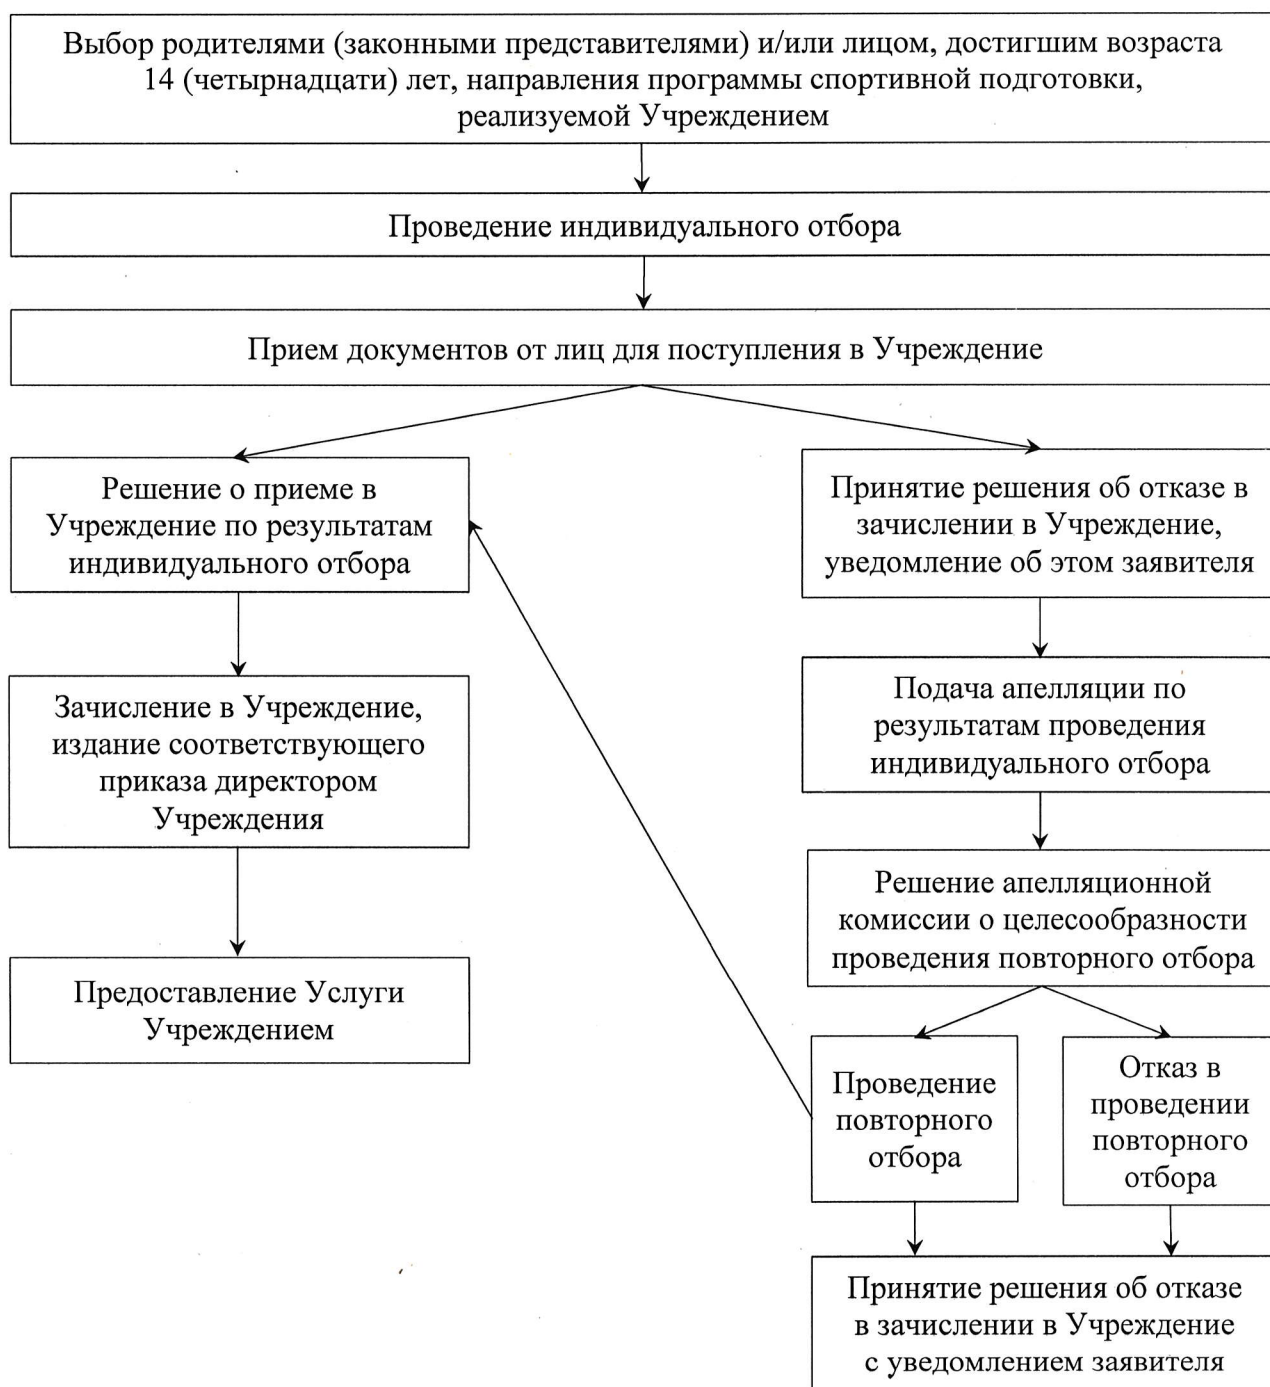 Выбор родителями (законными представителями) и/или лицом, достигшим возраста
14 (четырнадцати) лет, направления программы спортивной подготовки,
реализуемой Учреждением
Проведение индивидуального отбора
Прием документов от лиц для поступления в Учреждение
Решение о приеме в
Учреждение по результатам
индивидуального отбора
Принятие решения об отказе в
зачислении в Учреждение,
уведомление об этом заявителя
Зачисление в Учреждение,
издание соответствующего
приказа директором
Учреждения
Подача апелляции по
результатам проведения
индивидуального отбора
Решение апелляционной
комиссии о целесообразности
проведения повторного отбора
Предоставление Услуги
Учреждением
Проведение
повторного
отбора
Отказ в
проведении
повторного
отбора
Принятие решения об отказе
в зачислении в Учреждение
с уведомлением заявителя